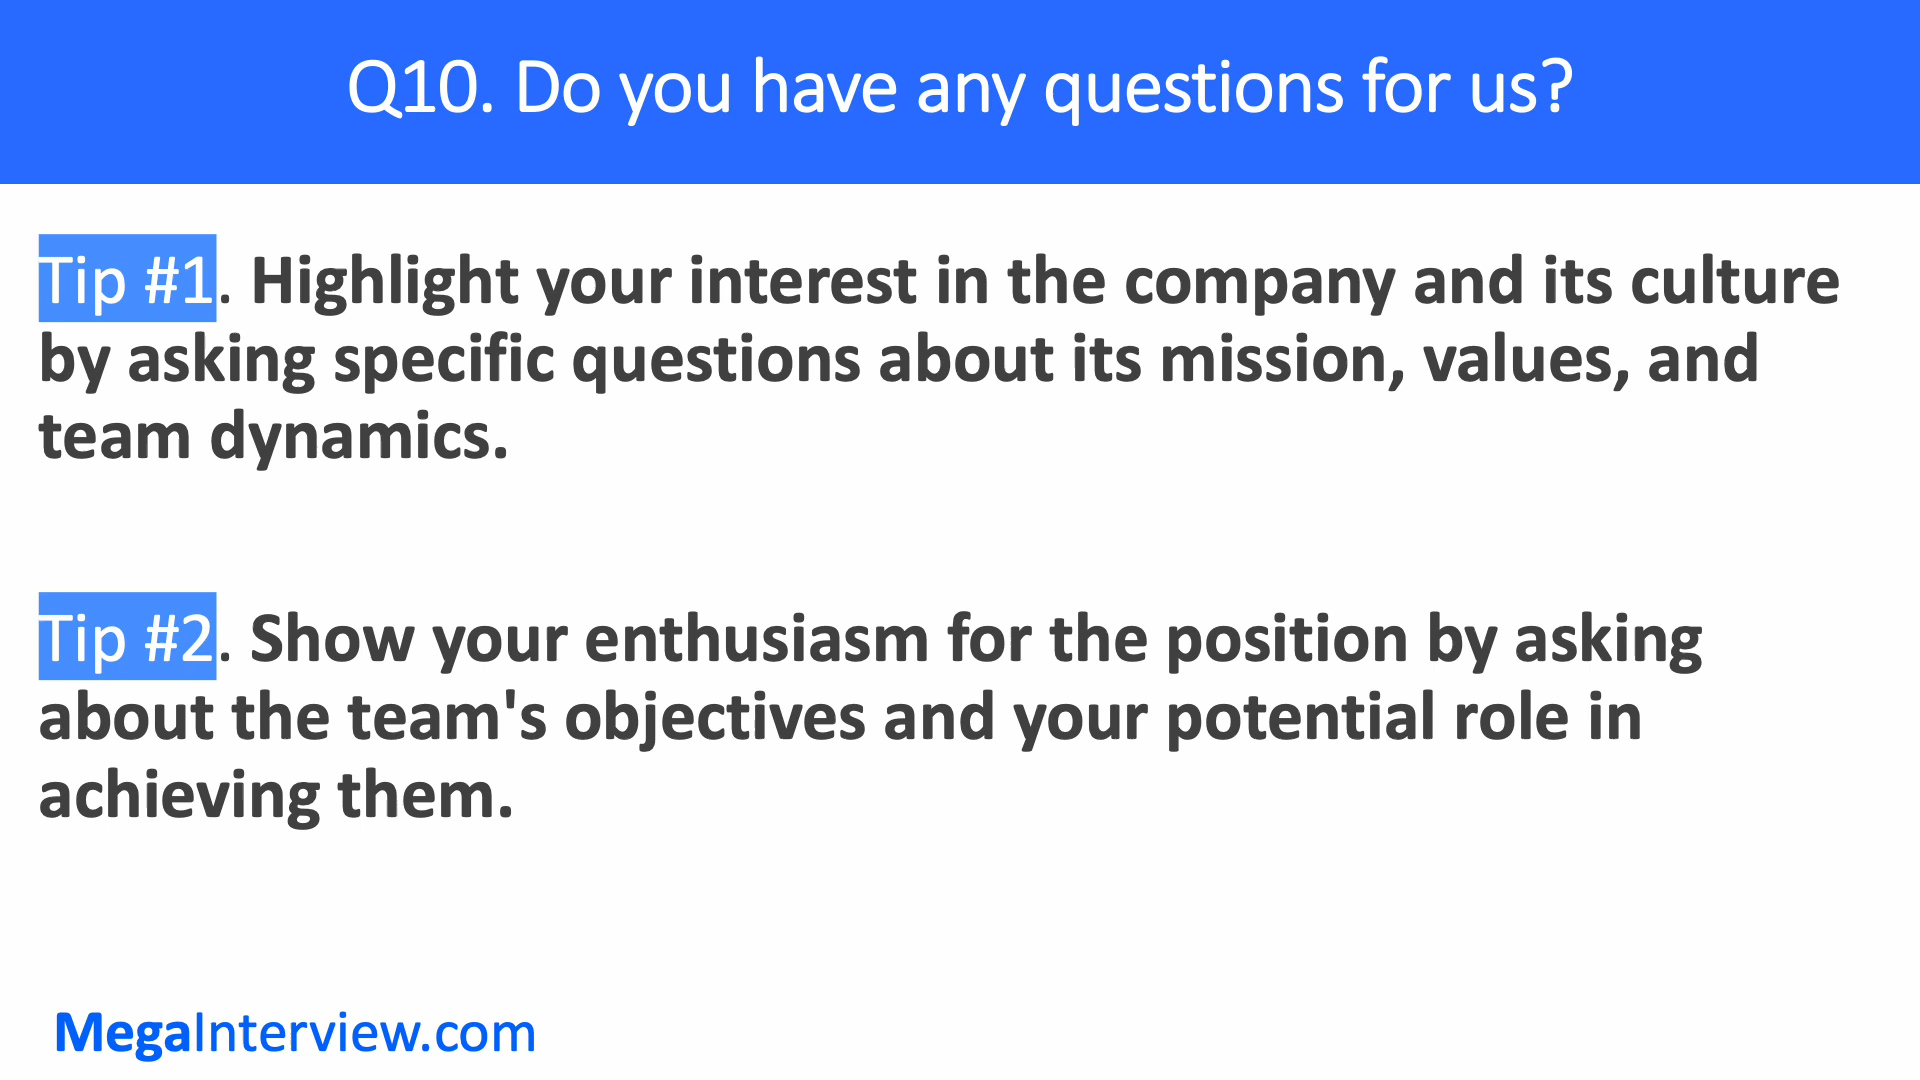 Q10. Do you have any questions for us?
Tip #1. Highlight your interest in the company and its culture
by asking specific questions about its mission, values, and
team dynamics.
Tip #2. Show your enthusiasm for the position by asking
about the team's objectives and your potential role in
achieving them.
MegaInterview.com